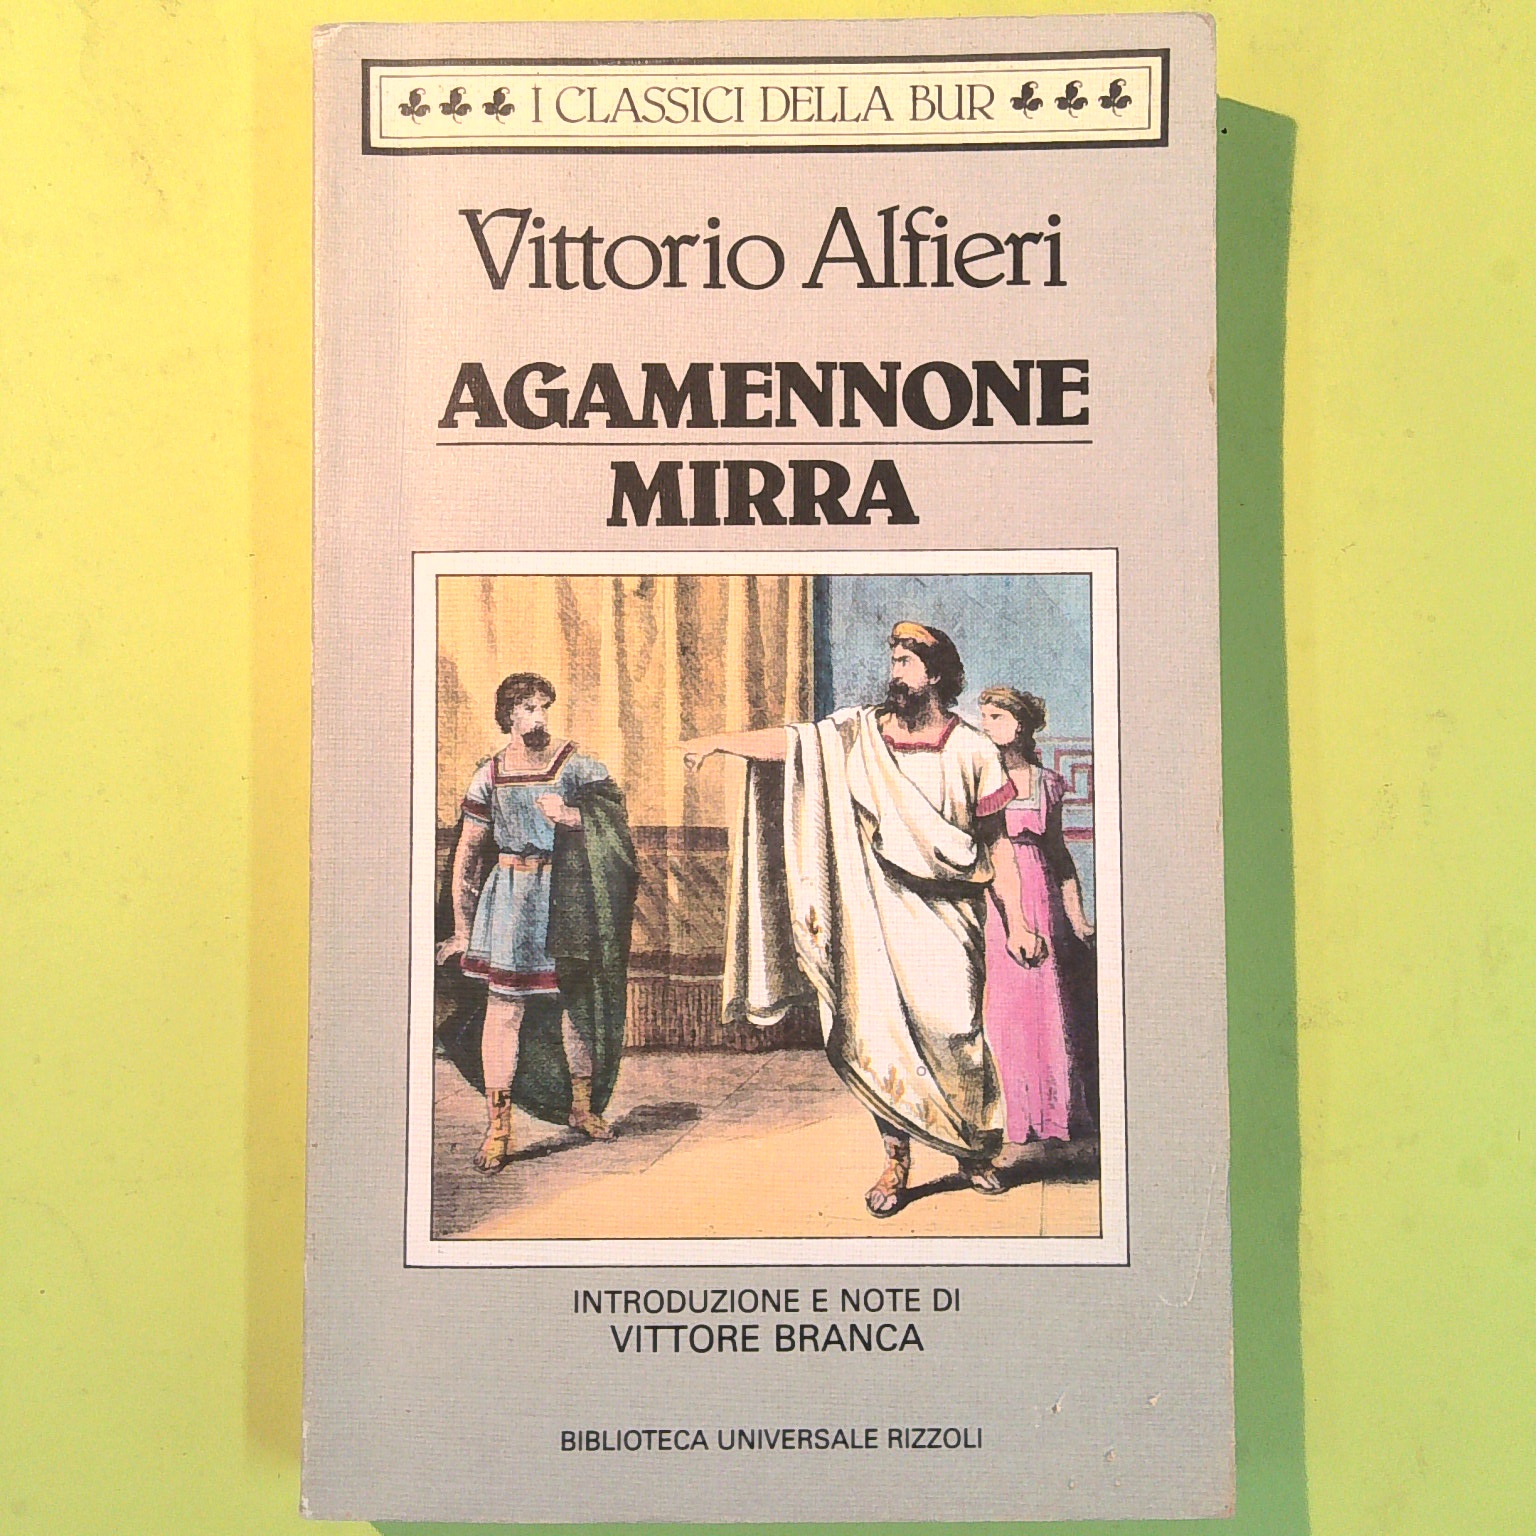 I CLASSICI DELLA BUR
Vittorio Alfieri
AGAMENNONE
MIRRA
INTRODUZIONE E NOTE DI
VITTORE BRANCA
BIBLIOTECA UNIVERSALE RIZZOLI